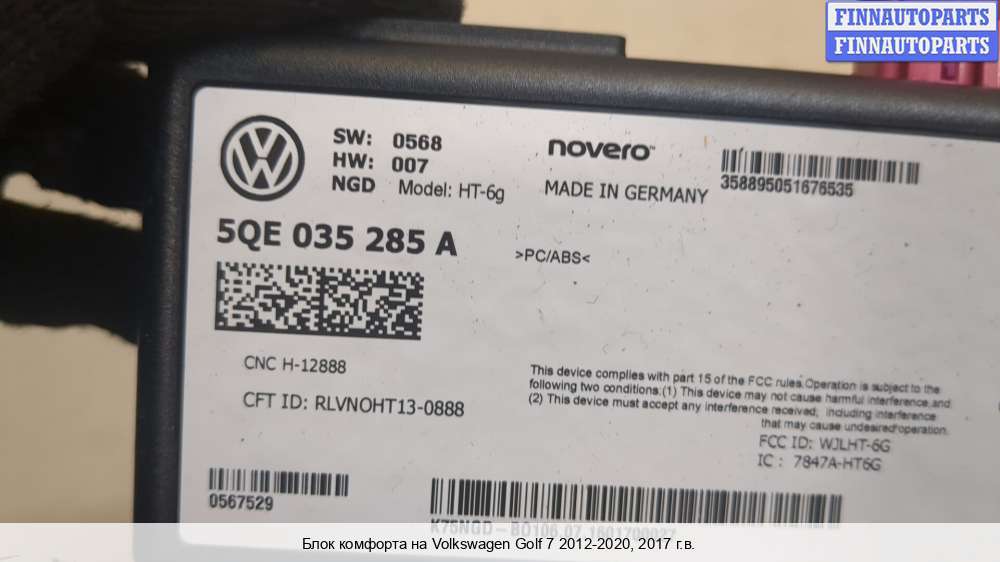 FINNAUTOPARTS
FINNAUTOPARTS
SW: 0568
HW: 007
NGD Model: HT-6g
novero
MADE IN GERMANY
358895051676535
5QE 035 285 A
>PC/ABS<
CNC H-12888
CFT ID: RLVNOHT13-0888
This device complies with part 15 of the FCC rules.Operation is subject to the
following two conditions:(1) This device may not cause harmful interference,and
(2) This device must accept any interference received, including interference
that may cause undesired operation.
FCC ID: WJLHT-6G
IC : 7847A-HT6G
0567529
K75NGD-BO106.07
Блок комфорта на Volkswagen Golf 7 2012-2020, 2017 г.в.